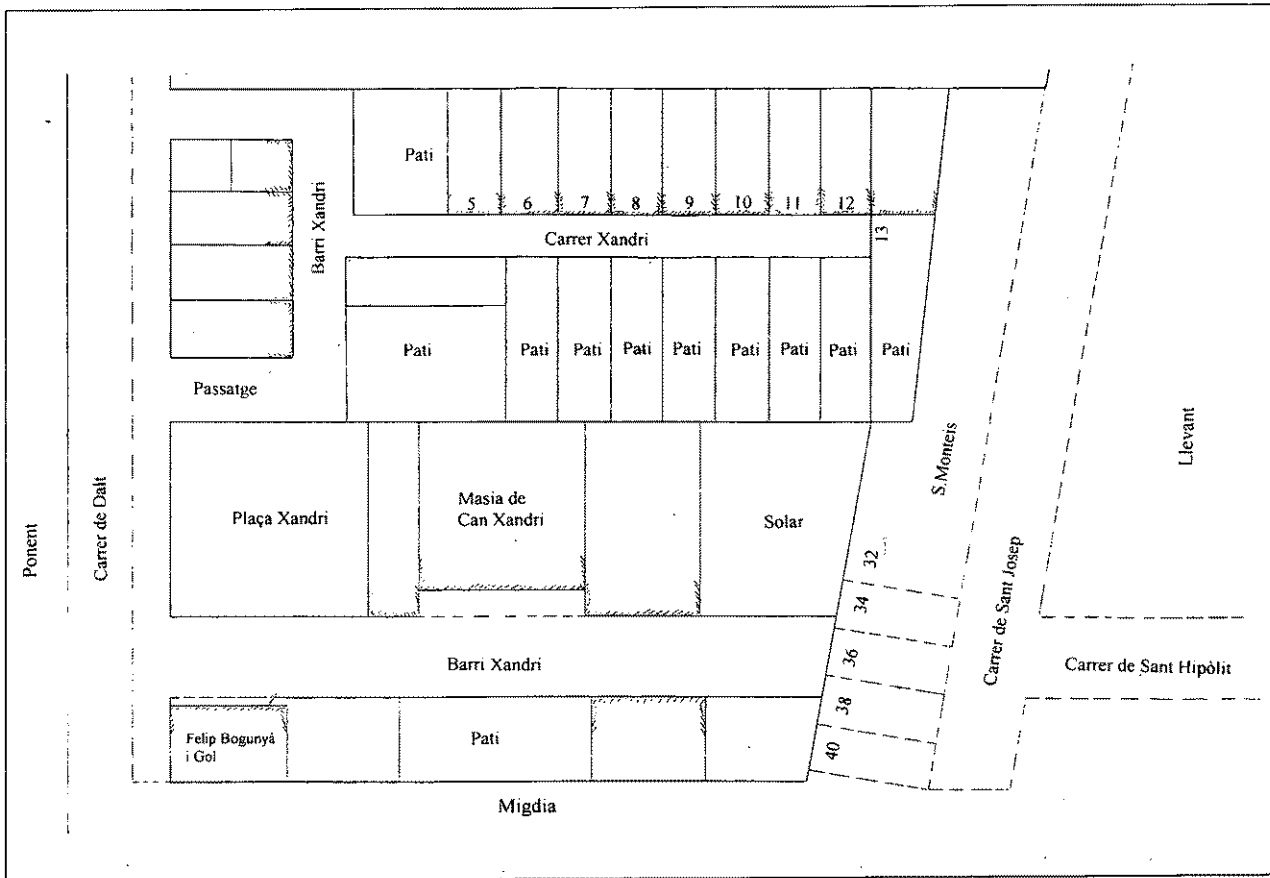 Pati
5 6 7 8 9 10 11 12
13
Carrer Xandri
Barri Xandri
Pati Pati Pati Pati Pati Pati Pati Pati Pati
Passatge
Ponent
Carrer de Dalt
Plaça Xandri
Masia de
Can Xandri
Solar
S.Monteis
Llevant
32
34
36
38
40
Carrer de Sant Josep
Barri Xandri
Carrer de Sant Hipòlit
Felip Bogunyà
i Gol
Pati
Migdia